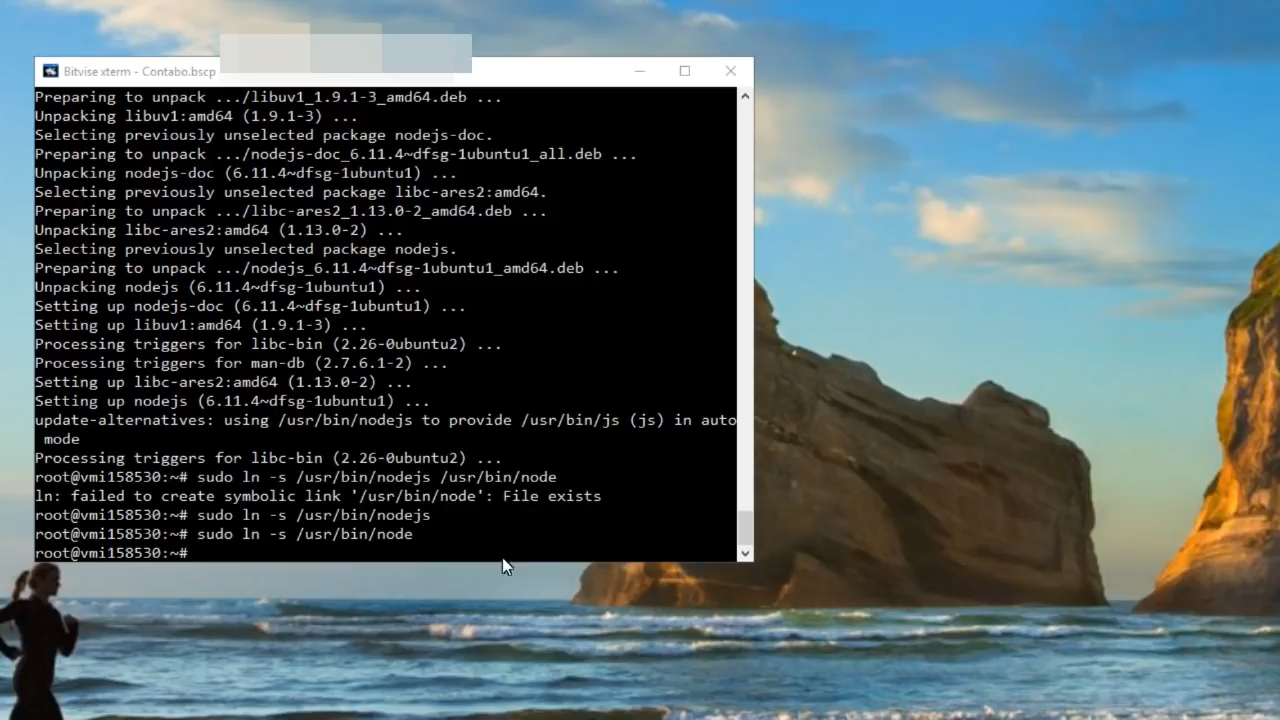 Bitvise xterm - Contabo.bscp
Preparing to unpack .../libuv1_1.9.1-3_amd64.deb ...
Unpacking libuv1:amd64 (1.9.1-3) ...
Selecting previously unselected package nodejs-doc.
Preparing to unpack .../nodejs-doc_6.11.4~dfsg-1ubuntu1_all.deb ...
Unpacking nodejs-doc (6.11.4~dfsg-1ubuntu1) ...
Selecting previously unselected package libc-ares2:amd64.
Preparing to unpack .../libc-ares2_1.13.0-2_amd64.deb ...
Unpacking libc-ares2:amd64 (1.13.0-2) ...
Selecting previously unselected package nodejs.
Preparing to unpack .../nodejs_6.11.4~dfsg-1ubuntu1_amd64.deb ...
Unpacking nodejs (6.11.4~dfsg-1ubuntu1) ...
Setting up nodejs-doc (6.11.4~dfsg-1ubuntu1) ...
Setting up libuv1:amd64 (1.9.1-3) ...
Processing triggers for libc-bin (2.26-0ubuntu2) ...
Processing triggers for man-db (2.7.6.1-2) ...
Setting up libc-ares2:amd64 (1.13.0-2) ...
Setting up nodejs (6.11.4~dfsg-1ubuntu1) ...
update-alternatives: using /usr/bin/nodejs to provide /usr/bin/js (js) in auto
mode
Processing triggers for libc-bin (2.26-0ubuntu2) ...
root@vmi158530:~# sudo ln -s /usr/bin/nodejs /usr/bin/node
ln: failed to create symbolic link '/usr/bin/node': File exists
root@vmi158530:~# sudo ln -s /usr/bin/nodejs
root@vmi158530:~# sudo ln -s /usr/bin/node
root@vmi158530:~#